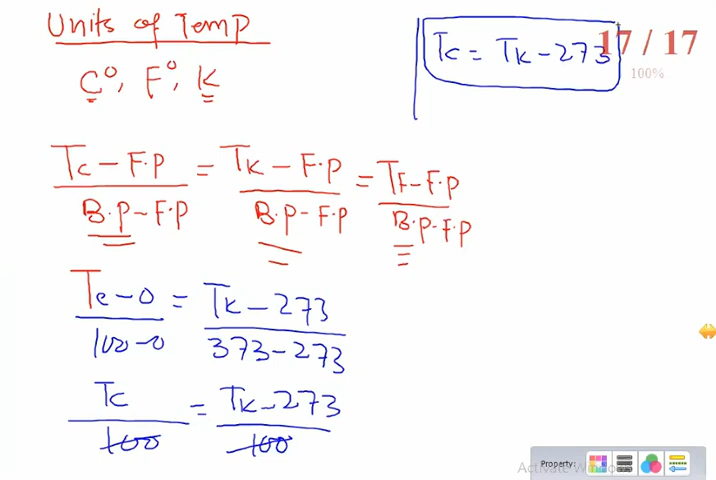 Units of Temp
C°, F°, K
Tc = TK - 273
17 / 17
100%
Tc - F.P / B.P - F.P = TK - F.P / B.P - F.P = TF - F.P / B.P - F.P
Tc - 0 / 100 - 0 = TK - 273 / 373 - 273
Tc / 100 = TK - 273 / 100
Property: